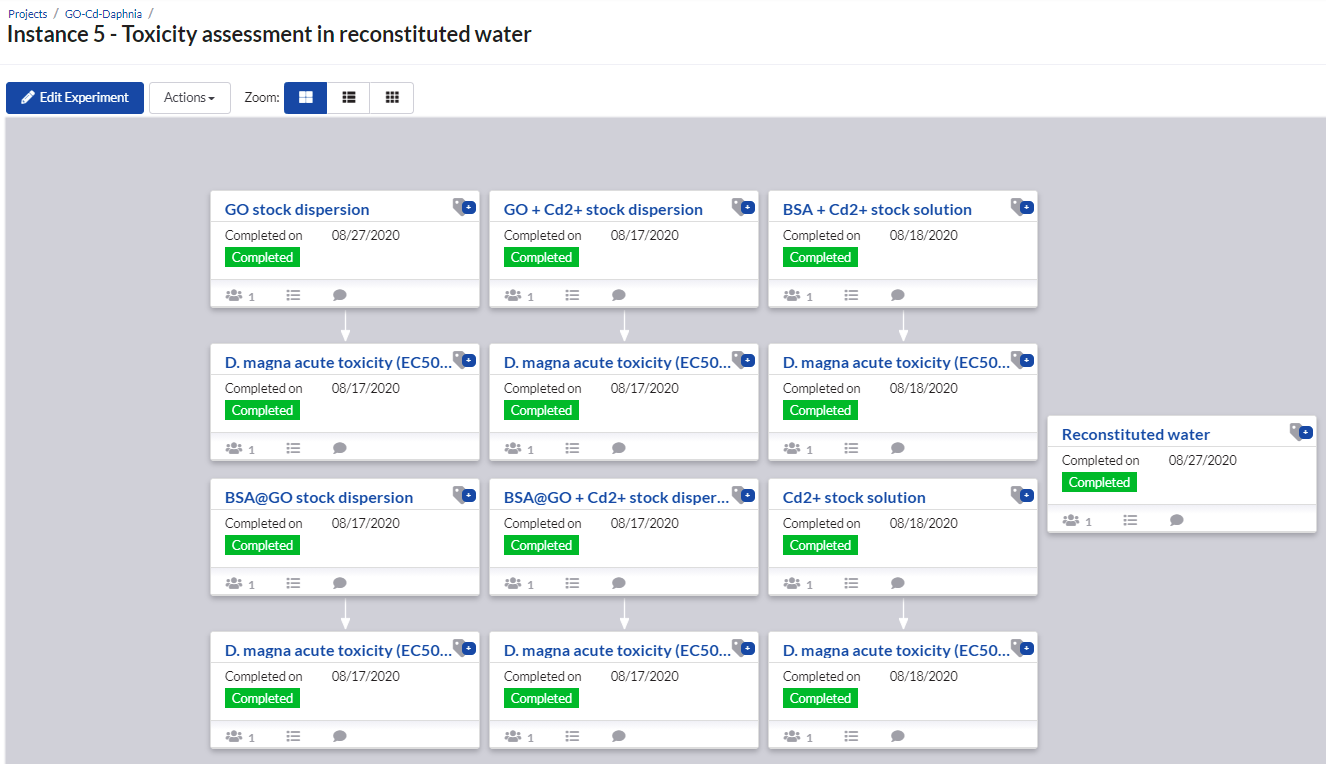 Projects / GO-Cd-Daphnia /
Instance 5 - Toxicity assessment in reconstituted water
Edit Experiment Actions Zoom:
GO stock dispersion
Completed on 08/27/2020
Completed
1
GO + Cd2+ stock dispersion
Completed on 08/17/2020
Completed
1
BSA + Cd2+ stock solution
Completed on 08/18/2020
Completed
1
D. magna acute toxicity (EC50...
Completed on 08/17/2020
Completed
1
D. magna acute toxicity (EC50...
Completed on 08/17/2020
Completed
1
D. magna acute toxicity (EC50...
Completed on 08/18/2020
Completed
1
Reconstituted water
Completed on 08/27/2020
Completed
1
BSA@GO stock dispersion
Completed on 08/17/2020
Completed
1
BSA@GO + Cd2+ stock disper...
Completed on 08/17/2020
Completed
1
Cd2+ stock solution
Completed on 08/18/2020
Completed
1
D. magna acute toxicity (EC50...
Completed on 08/17/2020
Completed
1
D. magna acute toxicity (EC50...
Completed on 08/17/2020
Completed
1
D. magna acute toxicity (EC50...
Completed on 08/18/2020
Completed
1